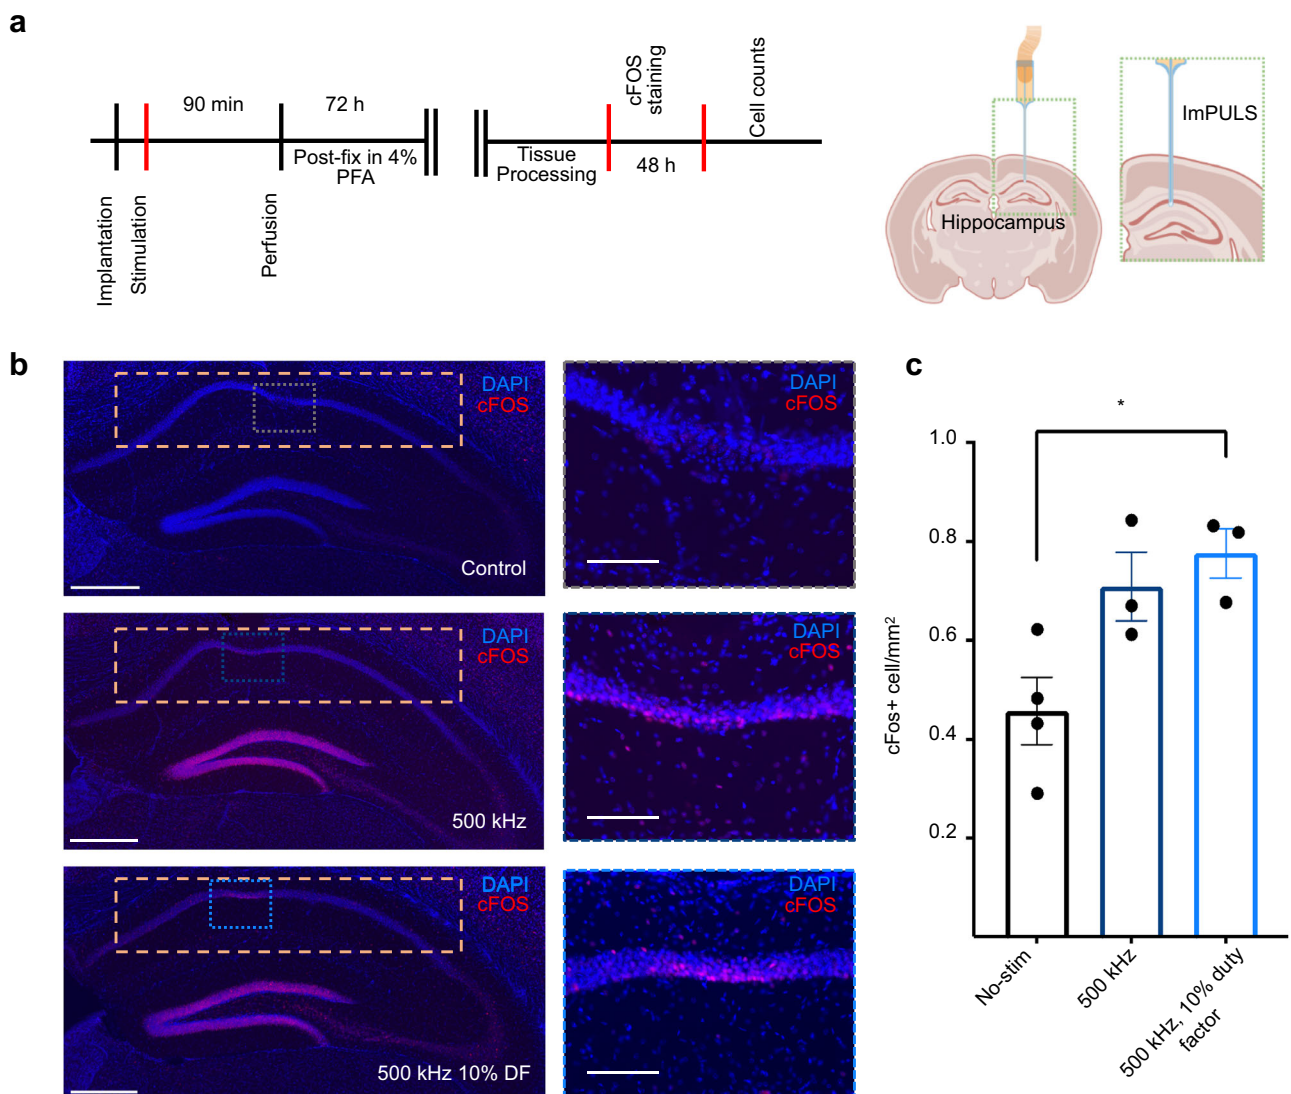 a
90 min
72 h
Post-fix in 4%
PFA
Implantation
Stimulation
Perfusion
Tissue
Processing
cFOS
staining
48 h
Cell counts
Hippocampus
ImPULS
b
DAPI
cFOS
Control
DAPI
cFOS
DAPI
cFOS
500 kHz
DAPI
cFOS
DAPI
cFOS
500 kHz 10% DF
DAPI
cFOS
c
*
1.0
0.8
0.6
0.4
0.2
cFos+ cell/mm²
No-stim
500 kHz
500 kHz, 10% duty
factor